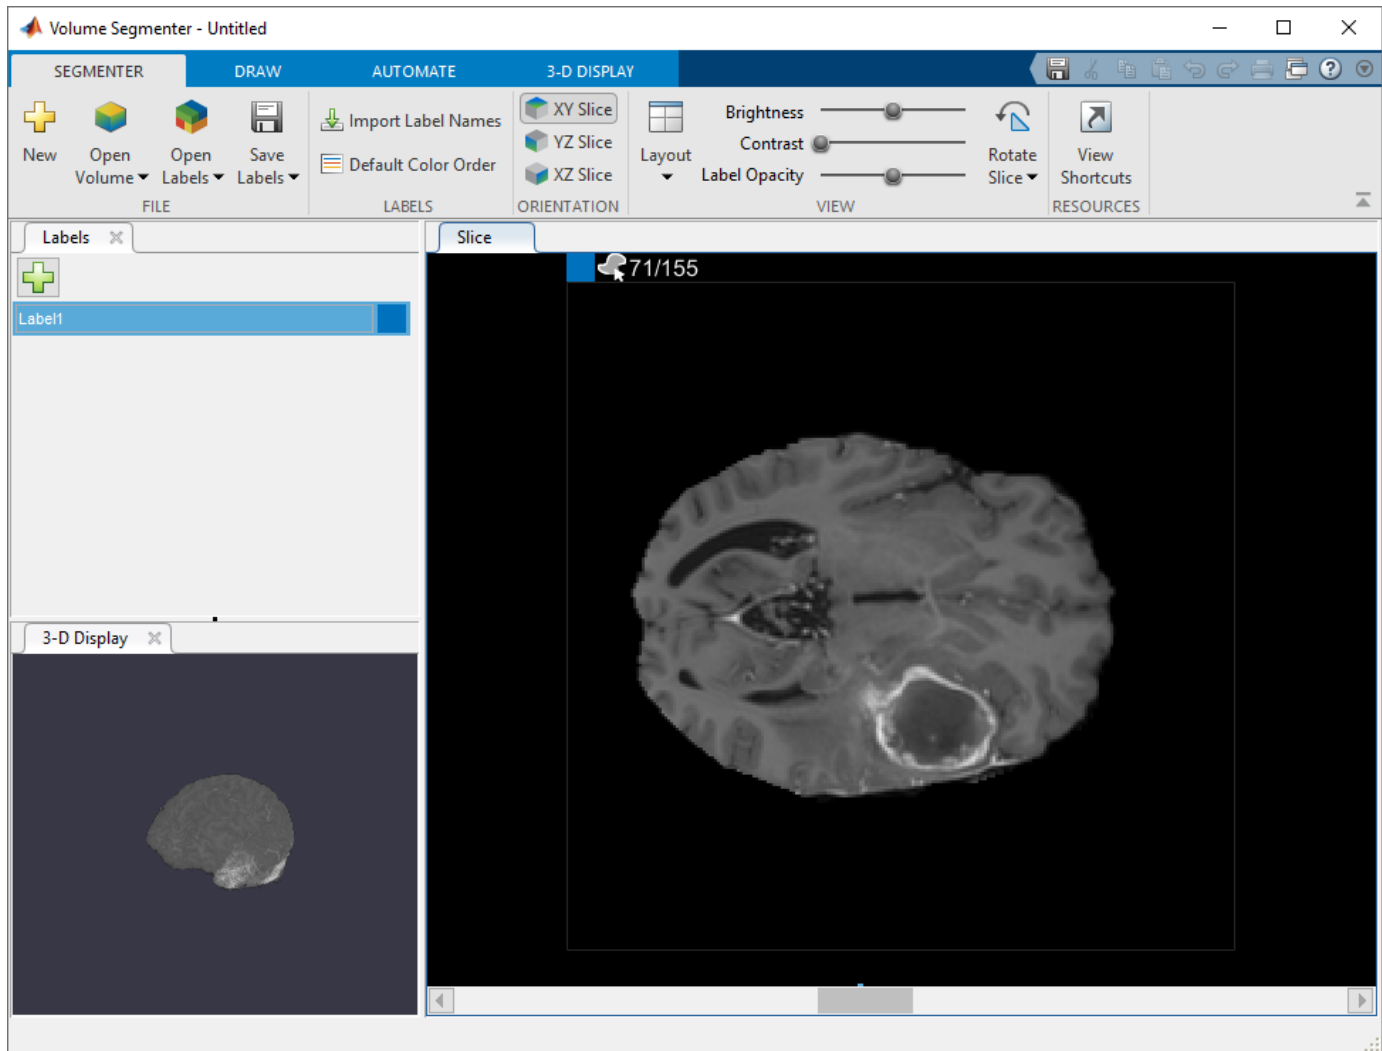 Volume Segmenter - Untitled
SEGMENTER DRAW AUTOMATE 3-D DISPLAY
New
Open Volume
Open Labels
Save Labels
FILE
Import Label Names
Default Color Order
LABELS
XY Slice
YZ Slice
XZ Slice
ORIENTATION
Layout
Brightness
Contrast
Label Opacity
Rotate Slice
VIEW
View Shortcuts
RESOURCES
Labels
Label1
3-D Display
Slice
71/155